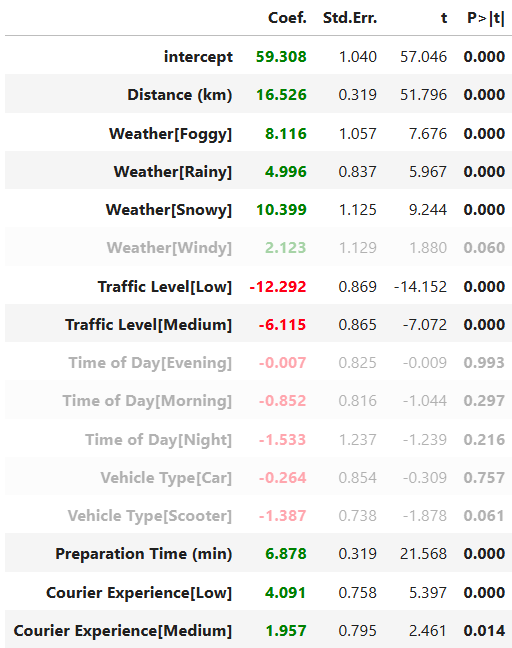 Coef. Std.Err. t P>|t|
intercept 59.308 1.040 57.046 0.000
Distance (km) 16.526 0.319 51.796 0.000
Weather[Foggy] 8.116 1.057 7.676 0.000
Weather[Rainy] 4.996 0.837 5.967 0.000
Weather[Snowy] 10.399 1.125 9.244 0.000
Weather[Windy] 2.123 1.129 1.880 0.060
Traffic Level[Low] -12.292 0.869 -14.152 0.000
Traffic Level[Medium] -6.115 0.865 -7.072 0.000
Time of Day[Evening] -0.007 0.825 -0.009 0.993
Time of Day[Morning] -0.852 0.816 -1.044 0.297
Time of Day[Night] -1.533 1.237 -1.239 0.216
Vehicle Type[Car] -0.264 0.854 -0.309 0.757
Vehicle Type[Scooter] -1.387 0.738 -1.878 0.061
Preparation Time (min) 6.878 0.319 21.568 0.000
Courier Experience[Low] 4.091 0.758 5.397 0.000
Courier Experience[Medium] 1.957 0.795 2.461 0.014